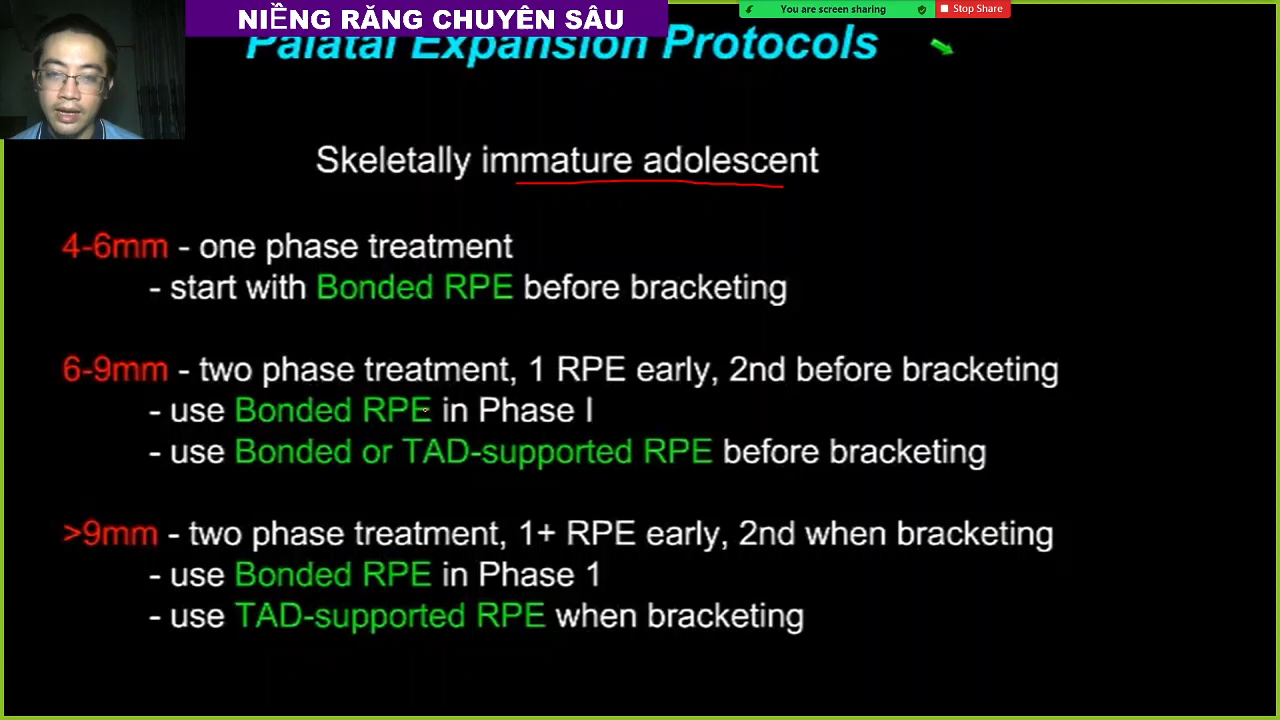 NIỀNG RĂNG CHUYÊN SÂU
You are screen sharing
Stop Share
Palatal Expansion Protocols
Skeletally immature adolescent
4-6mm - one phase treatment
- start with Bonded RPE before bracketing
6-9mm - two phase treatment, 1 RPE early, 2nd before bracketing
- use Bonded RPE in Phase I
- use Bonded or TAD-supported RPE before bracketing
>9mm - two phase treatment, 1+ RPE early, 2nd when bracketing
- use Bonded RPE in Phase 1
- use TAD-supported RPE when bracketing